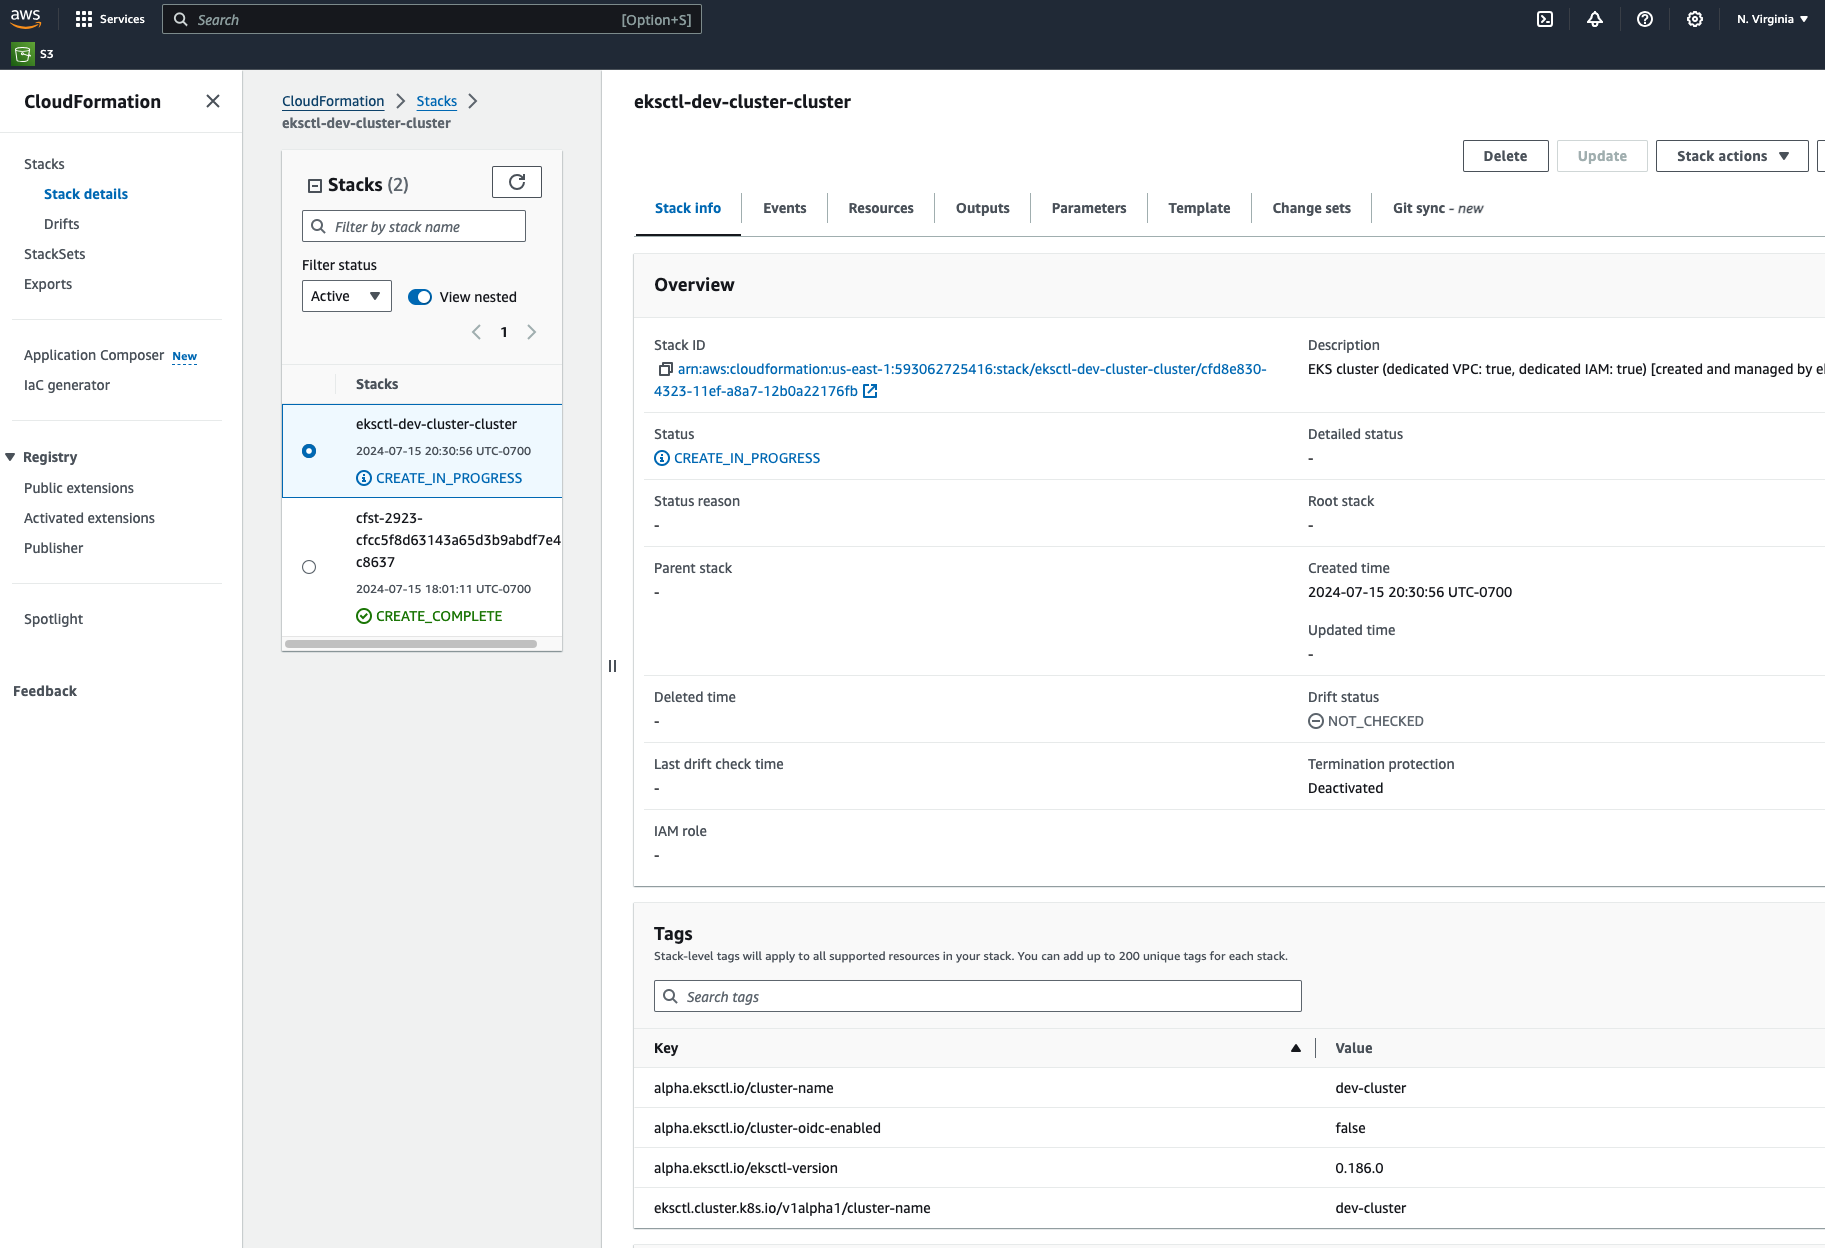 aws
Services
Search
[Option+S]
N. Virginia
S3
CloudFormation
Stacks
Stack details
Drifts
StackSets
Exports
Application Composer New
IaC generator
Registry
Public extensions
Activated extensions
Publisher
Spotlight
Feedback
CloudFormation
Stacks
eksctl-dev-cluster-cluster
Stacks (2)
Filter by stack name
Filter status
Active
View nested
1
Stacks
eksctl-dev-cluster-cluster
2024-07-15 20:30:56 UTC-0700
CREATE_IN_PROGRESS
cfst-2923-
cfcc5f8d63143a65d3b9abdf7e4
c8637
2024-07-15 18:01:11 UTC-0700
CREATE_COMPLETE
eksctl-dev-cluster-cluster
Delete
Update
Stack actions
Stack info
Events
Resources
Outputs
Parameters
Template
Change sets
Git sync - new
Overview
Stack ID
arn:aws:cloudformation:us-east-1:593062725416:stack/eksctl-dev-cluster-cluster/cfd8e830-
4323-11ef-a8a7-12b0a22176fb
Description
EKS cluster (dedicated VPC: true, dedicated IAM: true) [created and managed by e
Status
CREATE_IN_PROGRESS
Detailed status
-
Status reason
-
Root stack
-
Parent stack
-
Created time
2024-07-15 20:30:56 UTC-0700
Updated time
-
Deleted time
-
Drift status
NOT_CHECKED
Last drift check time
-
Termination protection
Deactivated
IAM role
-
Tags
Stack-level tags will apply to all supported resources in your stack. You can add up to 200 unique tags for each stack.
Search tags
Key
Value
alpha.eksctl.io/cluster-name
dev-cluster
alpha.eksctl.io/cluster-oidc-enabled
false
alpha.eksctl.io/eksctl-version
0.186.0
eksctl.cluster.k8s.io/v1alpha1/cluster-name
dev-cluster